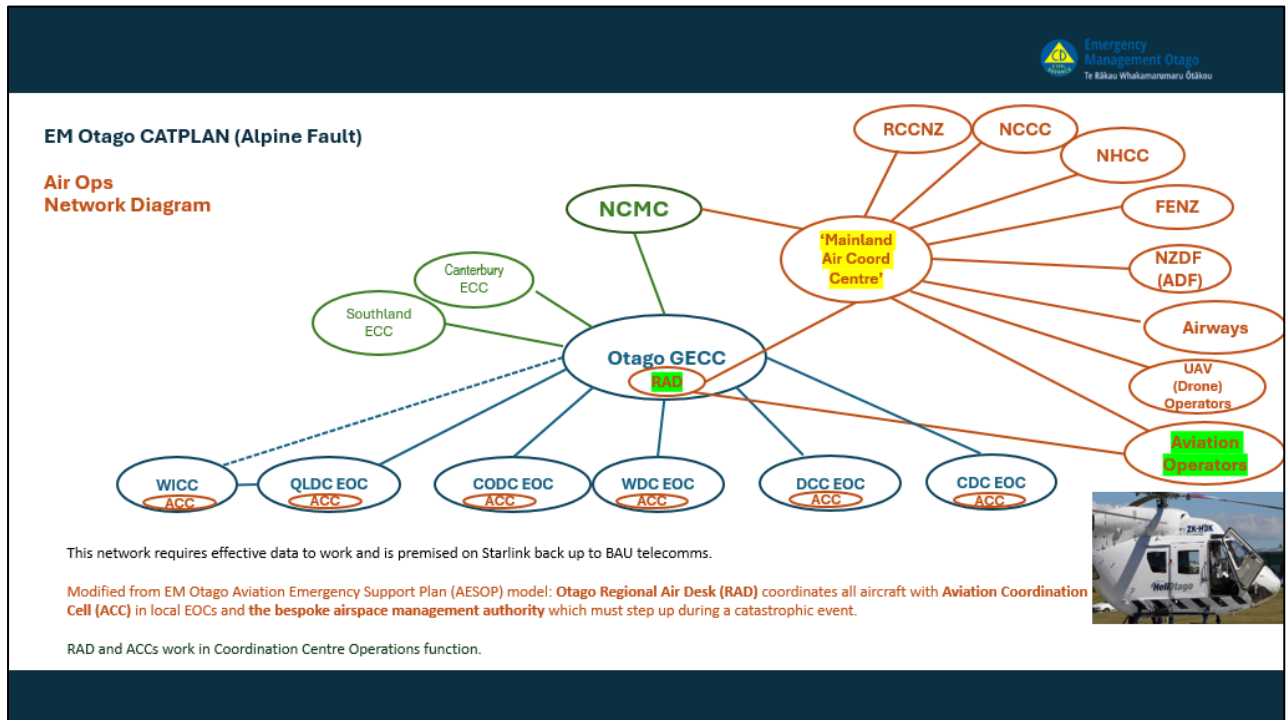 Emergency
Management Otago
Te Rākau Whakamarumaru Ōtākou
CD
CIVIL
DEFENCE
EM Otago CATPLAN (Alpine Fault)
Air Ops
Network Diagram
RCCNZ
NCCC
NHCC
FENZ
NZDF
(ADF)
Airways
UAV
(Drone)
Operators
Aviation
Operators
NCMC
‘Mainland
Air Coord
Centre’
Canterbury
ECC
Southland
ECC
Otago GECC
RAD
WICC
ACC
QLDC EOC
ACC
CODC EOC
ACC
WDC EOC
ACC
DCC EOC
ACC
CDC EOC
ACC
ZK-HJK
HeliOtago
This network requires effective data to work and is premised on Starlink back up to BAU telecomms.
Modified from EM Otago Aviation Emergency Support Plan (AESOP) model: Otago Regional Air Desk (RAD) coordinates all aircraft with Aviation Coordination
Cell (ACC) in local EOCs and the bespoke airspace management authority which must step up during a catastrophic event.
RAD and ACCs work in Coordination Centre Operations function.